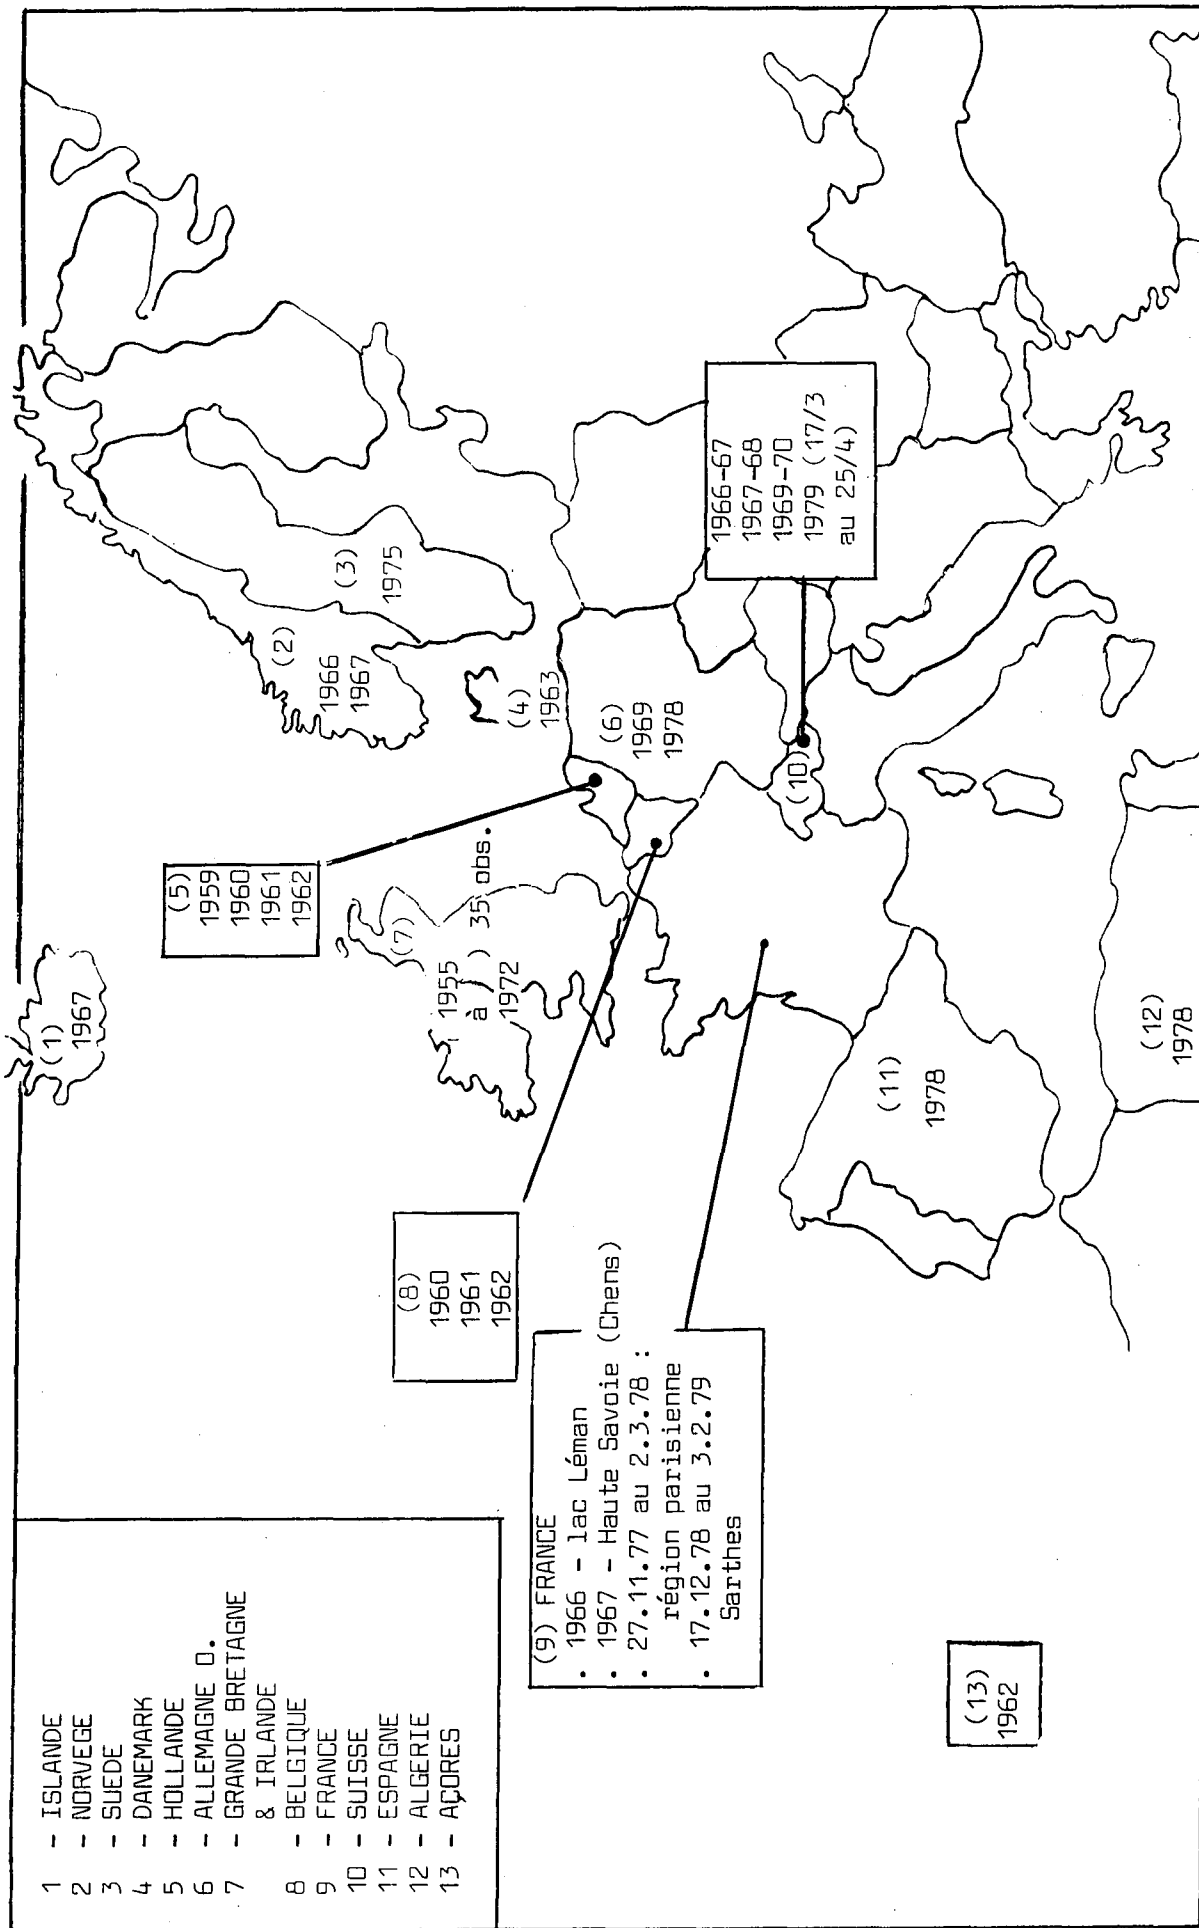 1 - ISLANDE
2 - NORVEGE
3 - SUEDE
4 - DANEMARK
5 - HOLLANDE
6 - ALLEMAGNE O.
7 - GRANDE BRETAGNE
& IRLANDE
8 - BELGIQUE
9 - FRANCE
10 - SUISSE
11 - ESPAGNE
12 - ALGERIE
13 - AÇORES
(1)
1967
(2)
1966
1967
(3)
1975
(4)
1963
(5)
1959
1960
1961
1962
(6)
1969
1978
(7)
1955
à
1972
35 obs.
(8)
1960
1961
1962
(9) FRANCE
. 1966 - lac Léman
. 1967 - Haute Savoie (Chens)
. 27.11.77 au 2.3.78 :
région parisienne
. 17.12.78 au 3.2.79
Sarthes
(10)
1966-67
1967-68
1969-70
1979 (17/3
au 25/4)
(11)
1978
(12)
1978
(13)
1962